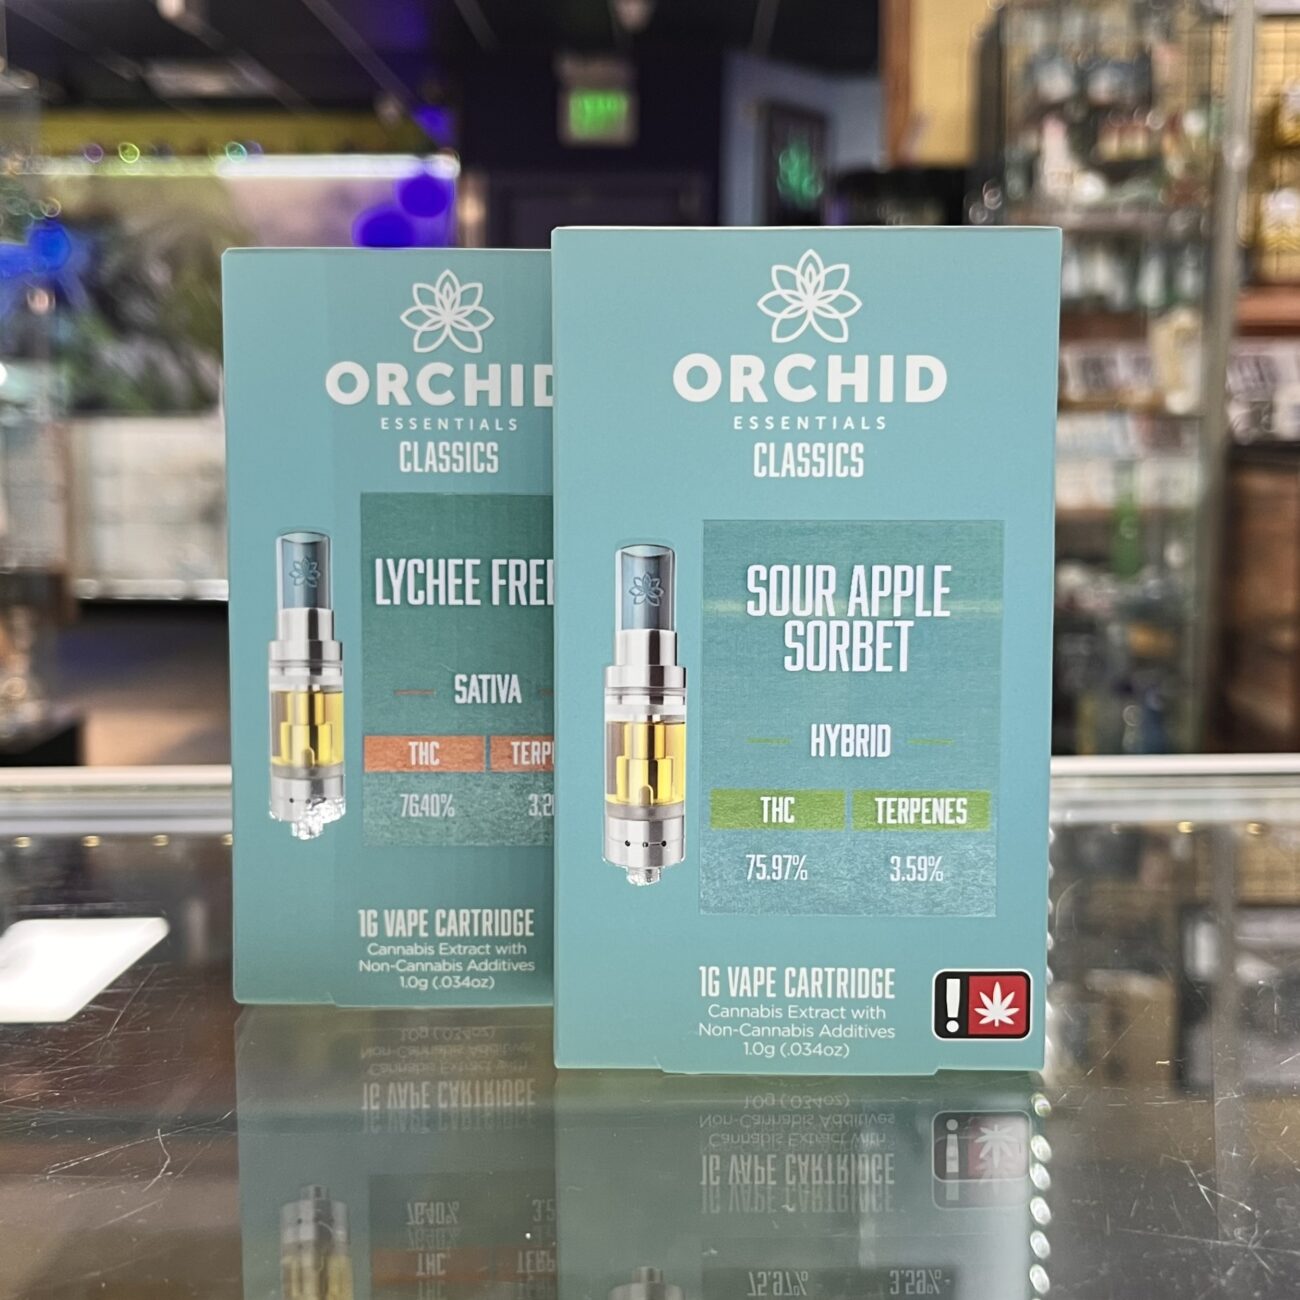 ORCHID
ESSENTIALS
CLASSICS
LYCHEE
SATIVA
THC
76.40%
1G VAPE CARTRIDGE
Cannabis Extract with
Non-Cannabis Additives
1.0g (.034oz)
ORCHID
ESSENTIALS
CLASSICS
SOUR APPLE
SORBET
HYBRID
THC TERPENES
75.97% 3.59%
1G VAPE CARTRIDGE
Cannabis Extract with
Non-Cannabis Additives
1.0g (.034oz)
!